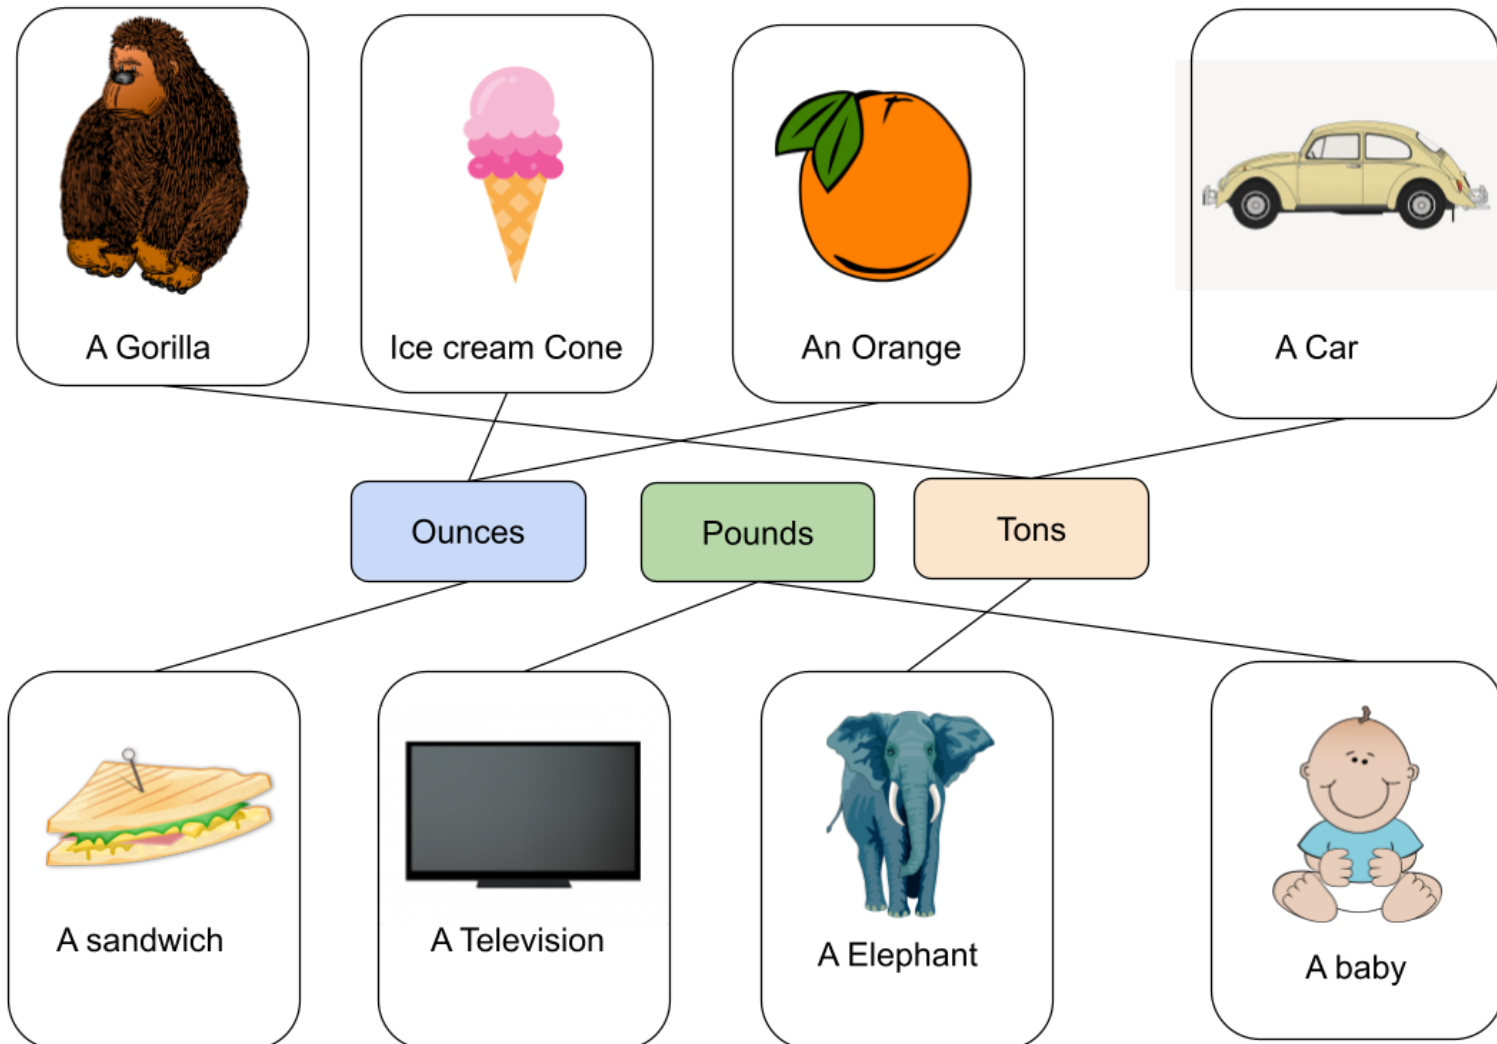 A Gorilla
Ice cream Cone
An Orange
A Car
Ounces
Pounds
Tons
A sandwich
A Television
A Elephant
A baby